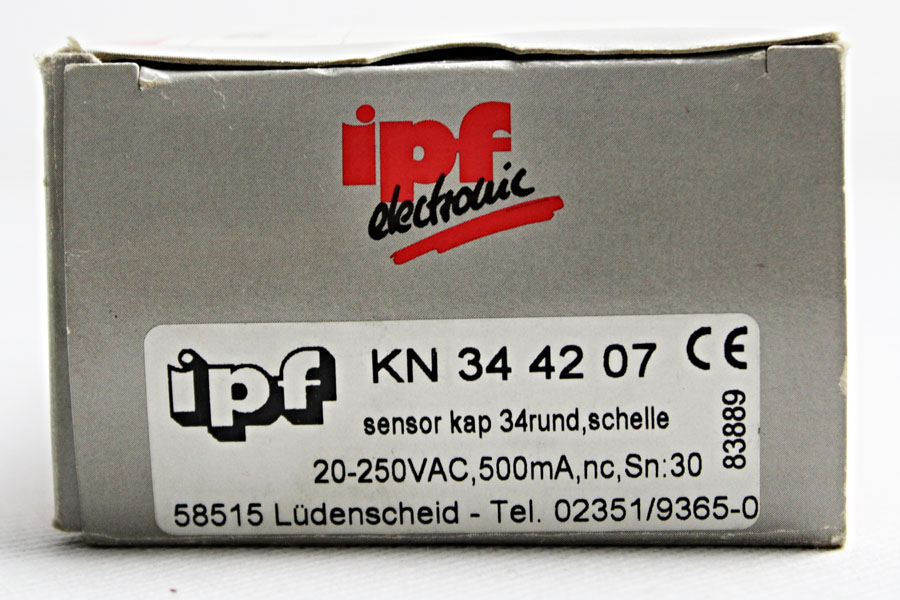 ipf
electronic
ipf
KN 34 42 07
CE
83889
sensor kap 34rund,schelle
20-250VAC,500mA,nc,Sn:30
58515 Lüdenscheid - Tel. 02351/9365-0